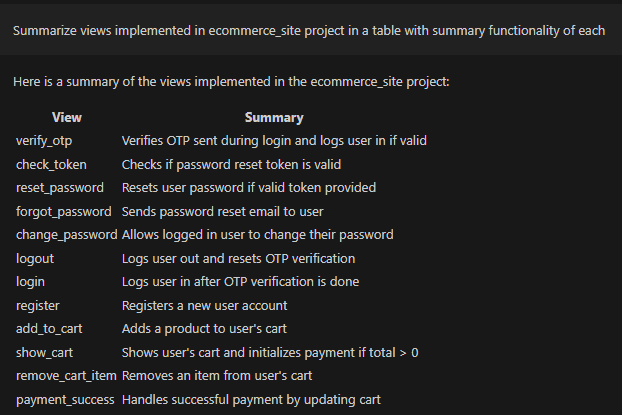 Summarize views implemented in ecommerce_site project in a table with summary functionality of each
Here is a summary of the views implemented in the ecommerce_site project:
View Summary
verify_otp Verifies OTP sent during login and logs user in if valid
check_token Checks if password reset token is valid
reset_password Resets user password if valid token provided
forgot_password Sends password reset email to user
change_password Allows logged in user to change their password
logout Logs user out and resets OTP verification
login Logs user in after OTP verification is done
register Registers a new user account
add_to_cart Adds a product to user's cart
show_cart Shows user's cart and initializes payment if total > 0
remove_cart_item Removes an item from user's cart
payment_success Handles successful payment by updating cart